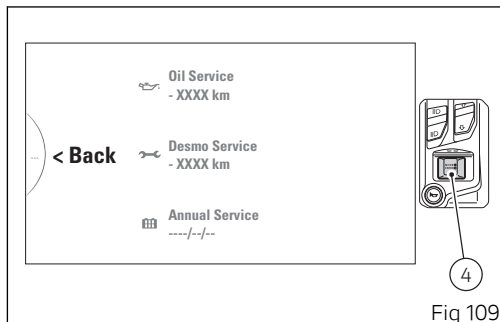 Oil Service
- XXXX km
...
< Back
Desmo Service
- XXXX km
Annual Service
----/--/--
4
Fig 109